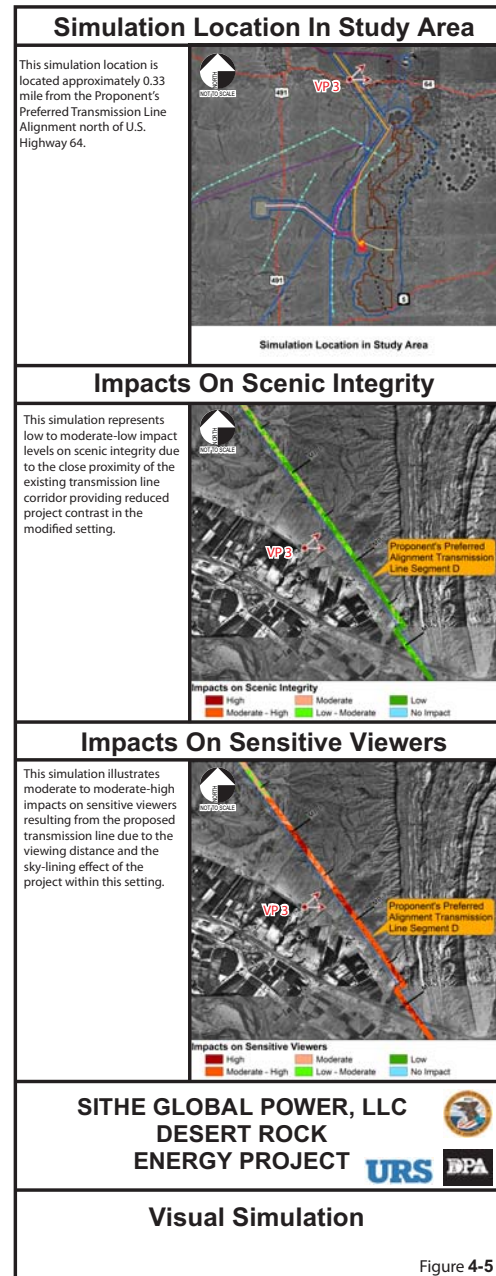 Simulation Location In Study Area
This simulation location is
located approximately 0.33
mile from the Proponent's
Preferred Transmission Line
Alignment north of U.S.
Highway 64.
NORTH
NOT TO SCALE
VP 3
64
491
491
5
Simulation Location in Study Area
Impacts On Scenic Integrity
This simulation represents
low to moderate-low impact
levels on scenic integrity due
to the close proximity of the
existing transmission line
corridor providing reduced
project contrast in the
modified setting.
NORTH
NOT TO SCALE
VP 3
Proponent's Preferred
Alignment Transmission
Line Segment D
Impacts on Scenic Integrity
High Moderate Low
Moderate - High Low - Moderate No Impact
Impacts On Sensitive Viewers
This simulation illustrates
moderate to moderate-high
impacts on sensitive viewers
resulting from the proposed
transmission line due to the
viewing distance and the
sky-lining effect of the
project within this setting.
NORTH
NOT TO SCALE
VP 3
Proponent's Preferred
Alignment Transmission
Line Segment D
Impacts on Sensitive Viewers
High Moderate Low
Moderate - High Low - Moderate No Impact
SITHE GLOBAL POWER, LLC
DESERT ROCK
ENERGY PROJECT
URS
DPA
Visual Simulation
Figure 4-5